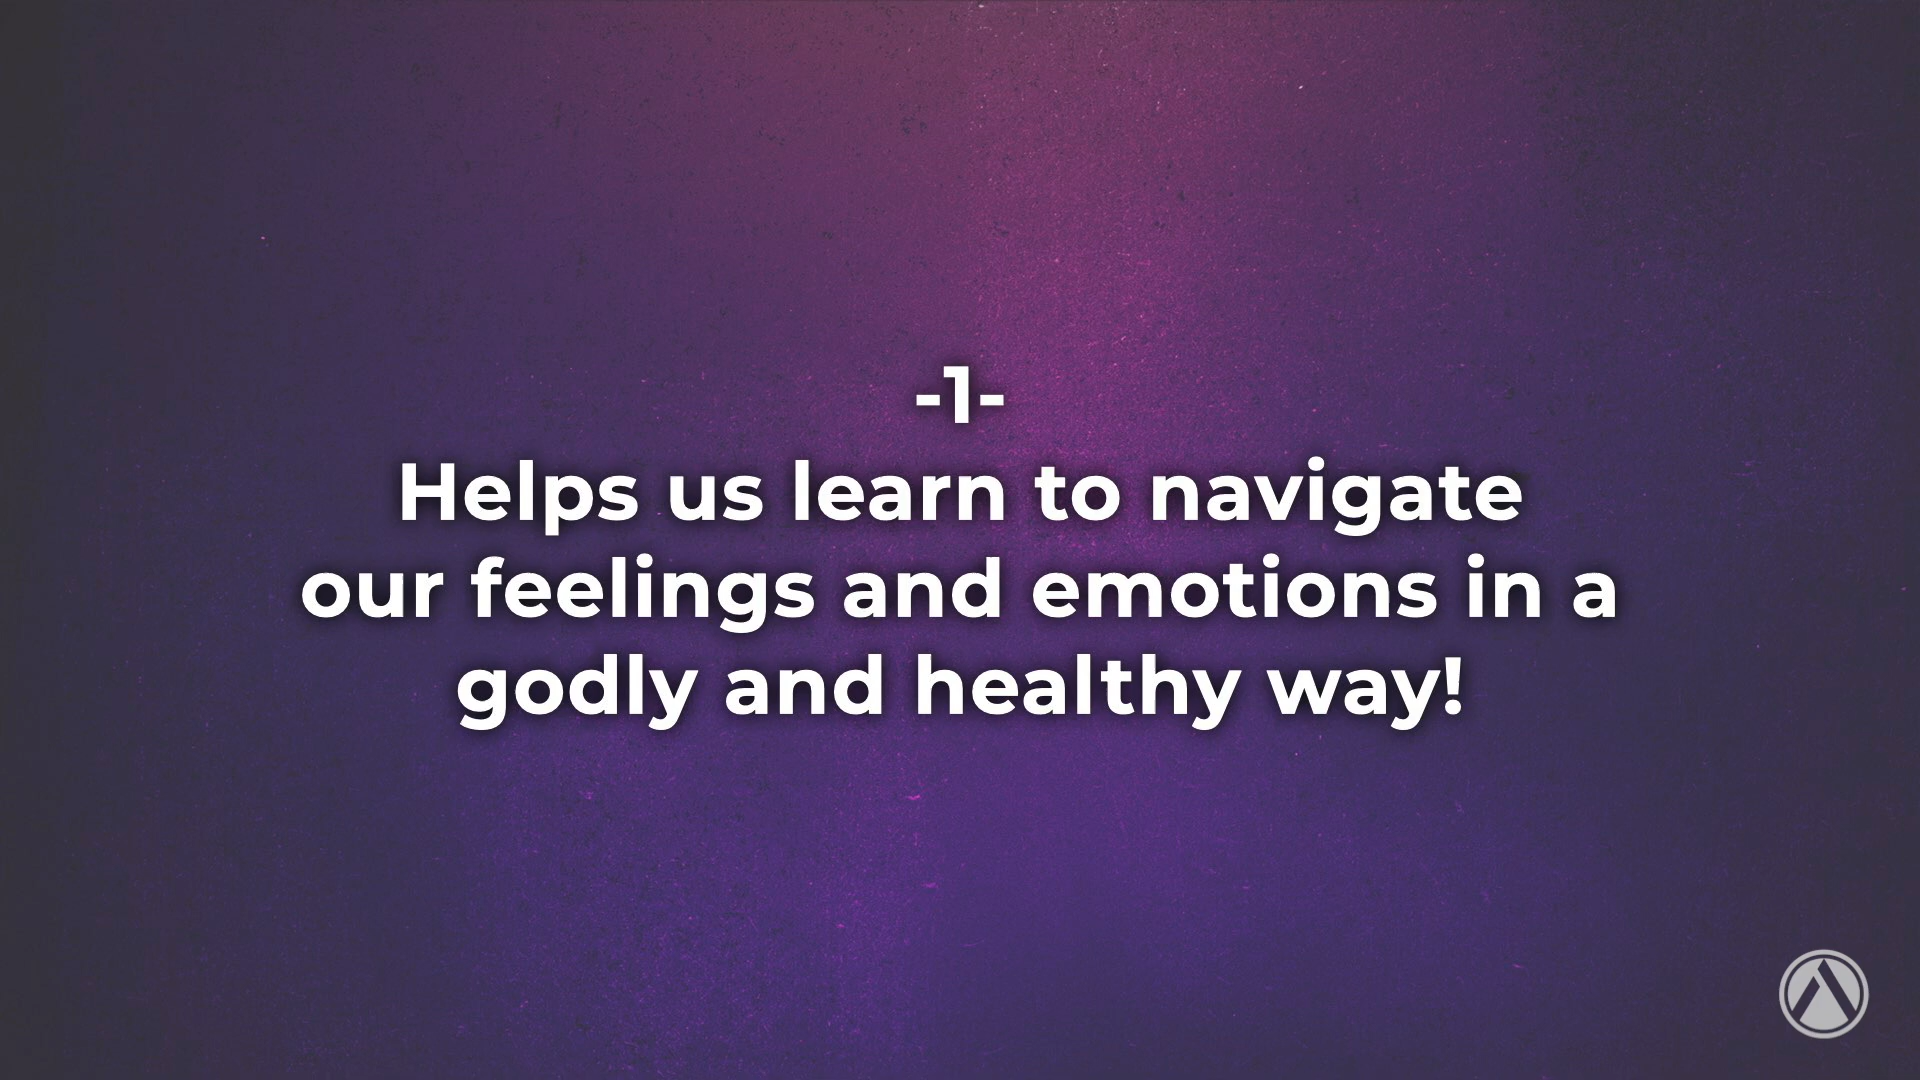 -1-
Helps us learn to navigate
our feelings and emotions in a
godly and healthy way!